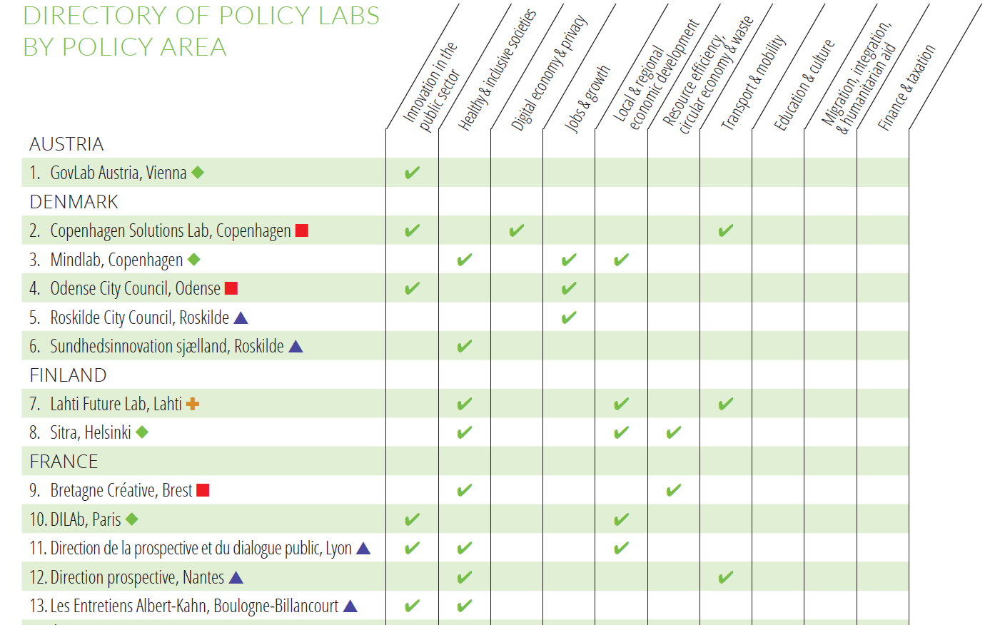 DIRECTORY OF POLICY LABS
BY POLICY AREA
Innovation in the
public sector
Healthy & inclusive societies
Digital economy & privacy
Jobs & growth
Local & regional
economic development
Resource efficiency,
circular economy & waste
Transport & mobility
Education & culture
Migration, integration,
& humanitarian aid
Finance & taxation
AUSTRIA
1. GovLab Austria, Vienna ◆ ✔
DENMARK
2. Copenhagen Solutions Lab, Copenhagen ■ ✔ ✔ ✔
3. Mindlab, Copenhagen ◆ ✔ ✔ ✔
4. Odense City Council, Odense ■ ✔ ✔
5. Roskilde City Council, Roskilde ▲ ✔
6. Sundhedsinnovation sjælland, Roskilde ▲ ✔
FINLAND
7. Lahti Future Lab, Lahti ✚ ✔ ✔ ✔
8. Sitra, Helsinki ◆ ✔ ✔ ✔
FRANCE
9. Bretagne Créative, Brest ■ ✔ ✔
10. DILAb, Paris ◆ ✔ ✔
11. Direction de la prospective et du dialogue public, Lyon ▲ ✔ ✔ ✔
12. Direction prospective, Nantes ▲ ✔ ✔
13. Les Entretiens Albert-Kahn, Boulogne-Billancourt ▲ ✔ ✔